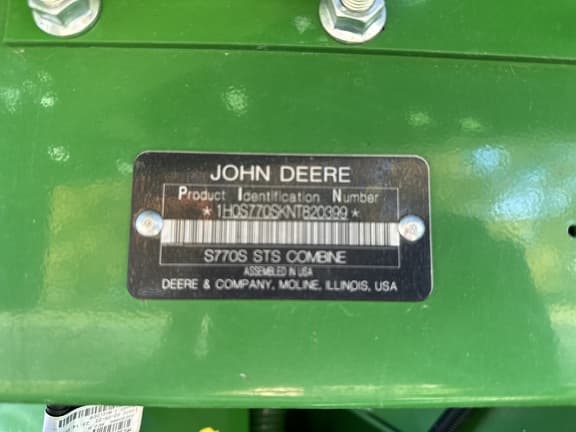 JOHN DEERE
Product Identification Number
*1H0S770SKNT820399*
S770S STS COMBINE
ASSEMBLED IN USA
DEERE & COMPANY, MOLINE, ILLINOIS, USA